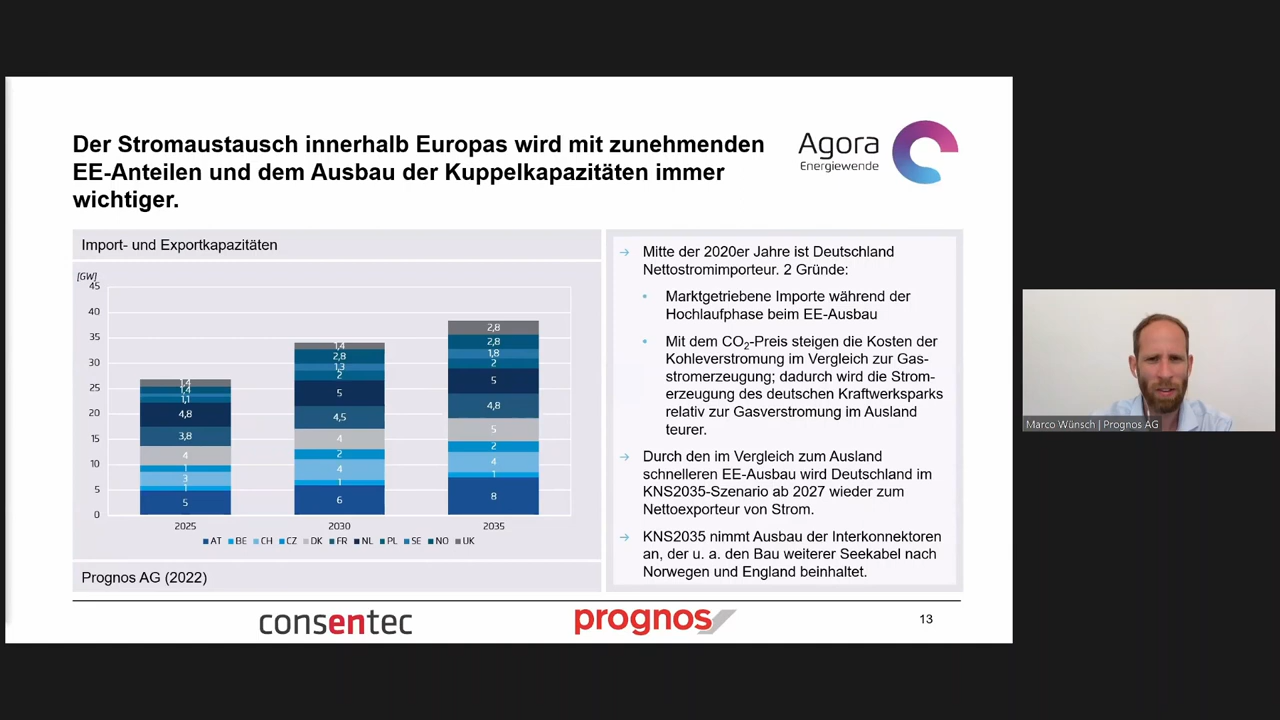 Der Stromaustausch innerhalb Europas wird mit zunehmenden
EE-Anteilen und dem Ausbau der Kuppelkapazitäten immer
wichtiger.
Agora
Energiewende
Import- und Exportkapazitäten
[GW]
45
40
35
30
25
20
15
10
5
0
1,4
1,4
1,1
4,8
3,8
4
1
3
1
5
2025
1,4
2,8
1,3
2
5
4,5
4
2
4
1
6
2030
2,8
2,8
1,8
2
5
4,8
5
2
4
1
8
2035
AT BE CH CZ DK FR NL PL SE NO UK
Prognos AG (2022)
→ Mitte der 2020er Jahre ist Deutschland
Nettostromimporteur. 2 Gründe:
• Marktgetriebene Importe während der
Hochlaufphase beim EE-Ausbau
• Mit dem CO₂-Preis steigen die Kosten der
Kohleverstromung im Vergleich zur Gas-
stromerzeugung; dadurch wird die Strom-
erzeugung des deutschen Kraftwerksparks
relativ zur Gasverstromung im Ausland
teurer.
→ Durch den im Vergleich zum Ausland
schnelleren EE-Ausbau wird Deutschland im
KNS2035-Szenario ab 2027 wieder zum
Nettoexporteur von Strom.
→ KNS2035 nimmt Ausbau der Interkonnektoren
an, der u. a. den Bau weiterer Seekabel nach
Norwegen und England beinhaltet.
consentec
prognos
13
Marco Wünsch | Prognos AG